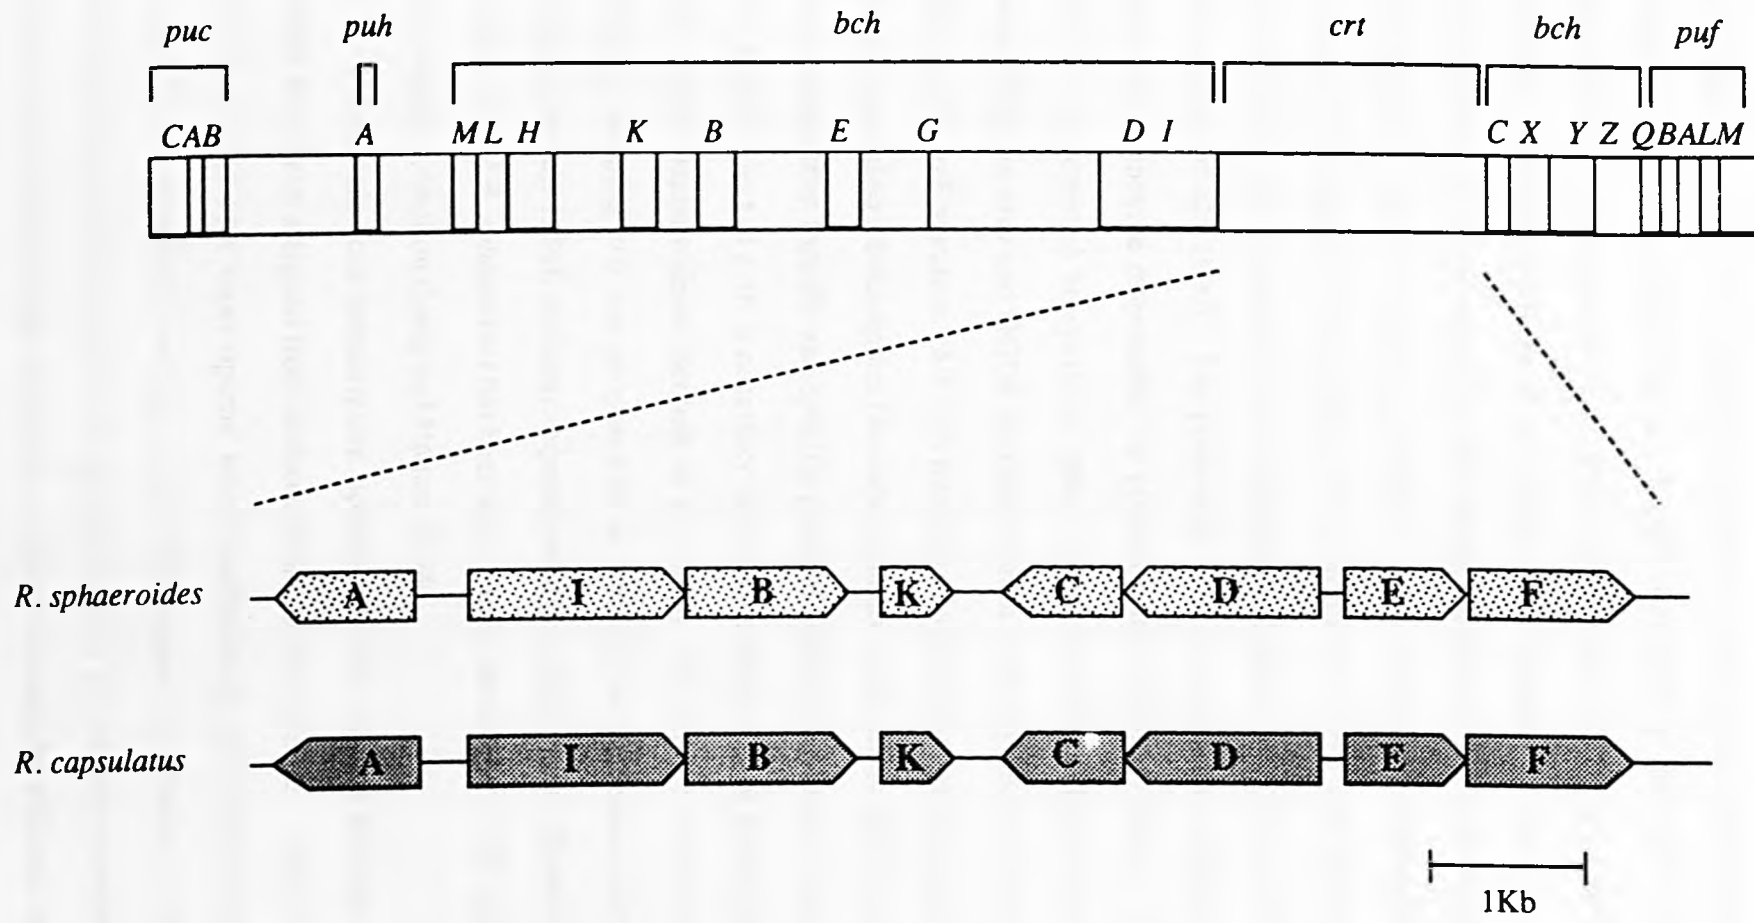 puc puh bch crt bch puf
CAB A M L H K B E G D I C X Y Z Q B A L M
R. sphaeroides A I B K C D E F
R. capsulatus A I B K C D E F
1Kb